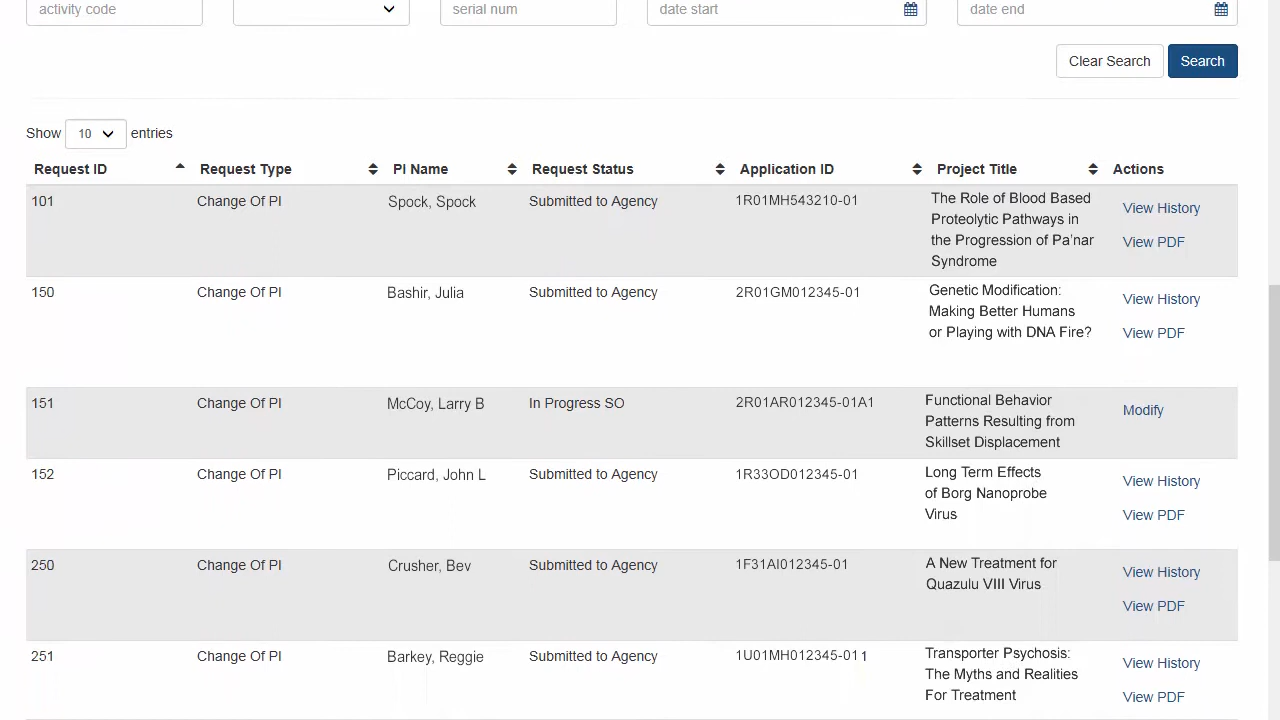 activity code serial num date start date end
Clear Search Search
Show 10 entries
Request ID Request Type PI Name Request Status Application ID Project Title Actions
101 Change Of PI Spock, Spock Submitted to Agency 1R01MH543210-01 The Role of Blood Based
Proteolytic Pathways in
the Progression of Pa'nar
Syndrome
View History
View PDF
150 Change Of PI Bashir, Julia Submitted to Agency 2R01GM012345-01 Genetic Modification:
Making Better Humans
or Playing with DNA Fire?
View History
View PDF
151 Change Of PI McCoy, Larry B In Progress SO 2R01AR012345-01A1 Functional Behavior
Patterns Resulting from
Skillset Displacement
Modify
152 Change Of PI Piccard, John L Submitted to Agency 1R33OD012345-01 Long Term Effects
of Borg Nanoprobe
Virus
View History
View PDF
250 Change Of PI Crusher, Bev Submitted to Agency 1F31AI012345-01 A New Treatment for
Quazulu VIII Virus
View History
View PDF
251 Change Of PI Barkey, Reggie Submitted to Agency 1U01MH012345-011 Transporter Psychosis:
The Myths and Realities
For Treatment
View History
View PDF